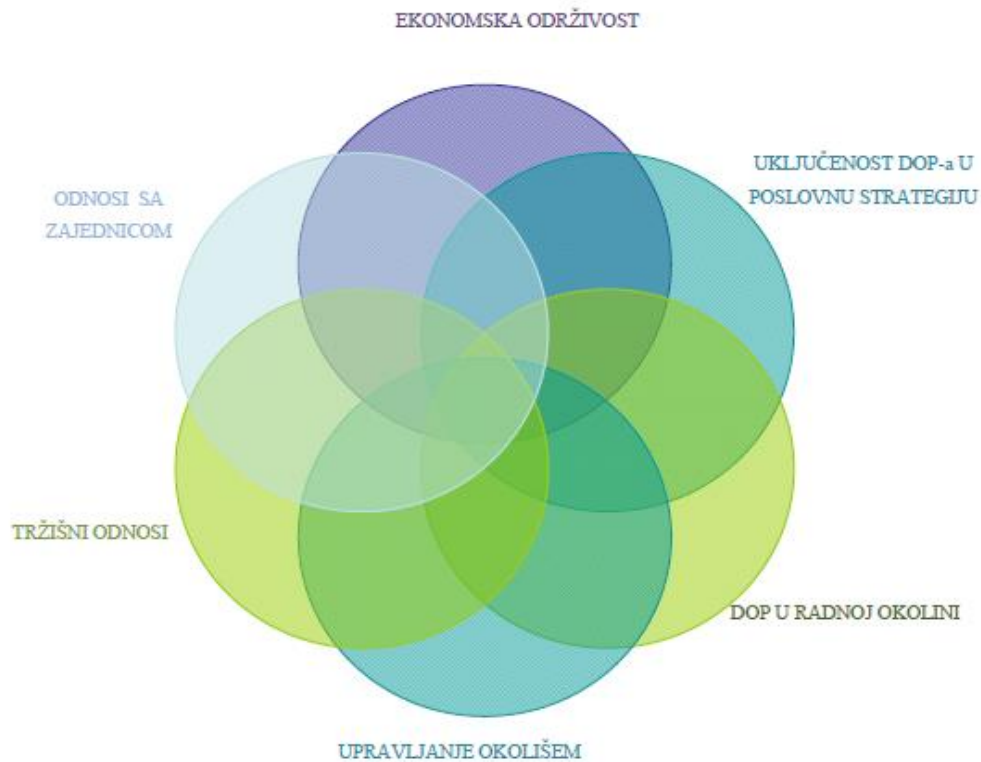 EKONOMSKA ODRŽIVOST
UKLJUČENOST DOP-a U
POSLOVNU STRATEGIJU
ODNOSI SA
ZAJEDNICOM
TRŽIŠNI ODNOSI
DOP U RADNOJ OKOLINI
UPRAVLJANJE OKOLIŠEM